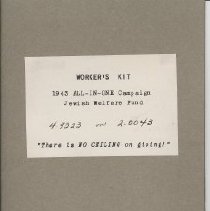 WORKER'S KIT
1943 ALL-IN-ONE Campaign
Jewish Welfare Fund
"There is NO CEILING on giving!"